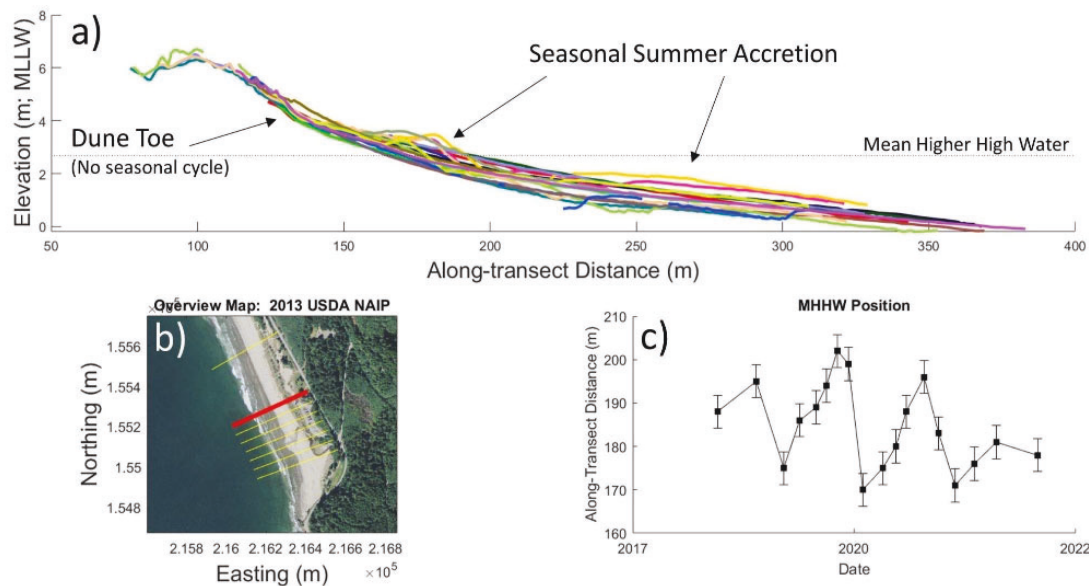 a)
Elevation (m; MLLW)
8
6
4
2
0
Seasonal Summer Accretion
Dune Toe
(No seasonal cycle)
Mean Higher High Water
50 100 150 200 250 300 350 400
Along-transect Distance (m)
b)
Overview Map: 2013 USDA NAIP
Northing (m)
1.556
1.554
1.552
1.55
1.548
2.158 2.16 2.162 2.164 2.166 2.168
×10⁵
Easting (m)
c)
MHHW Position
Along-Transect Distance (m)
210
200
190
180
170
160
2017 2020 2022
Date